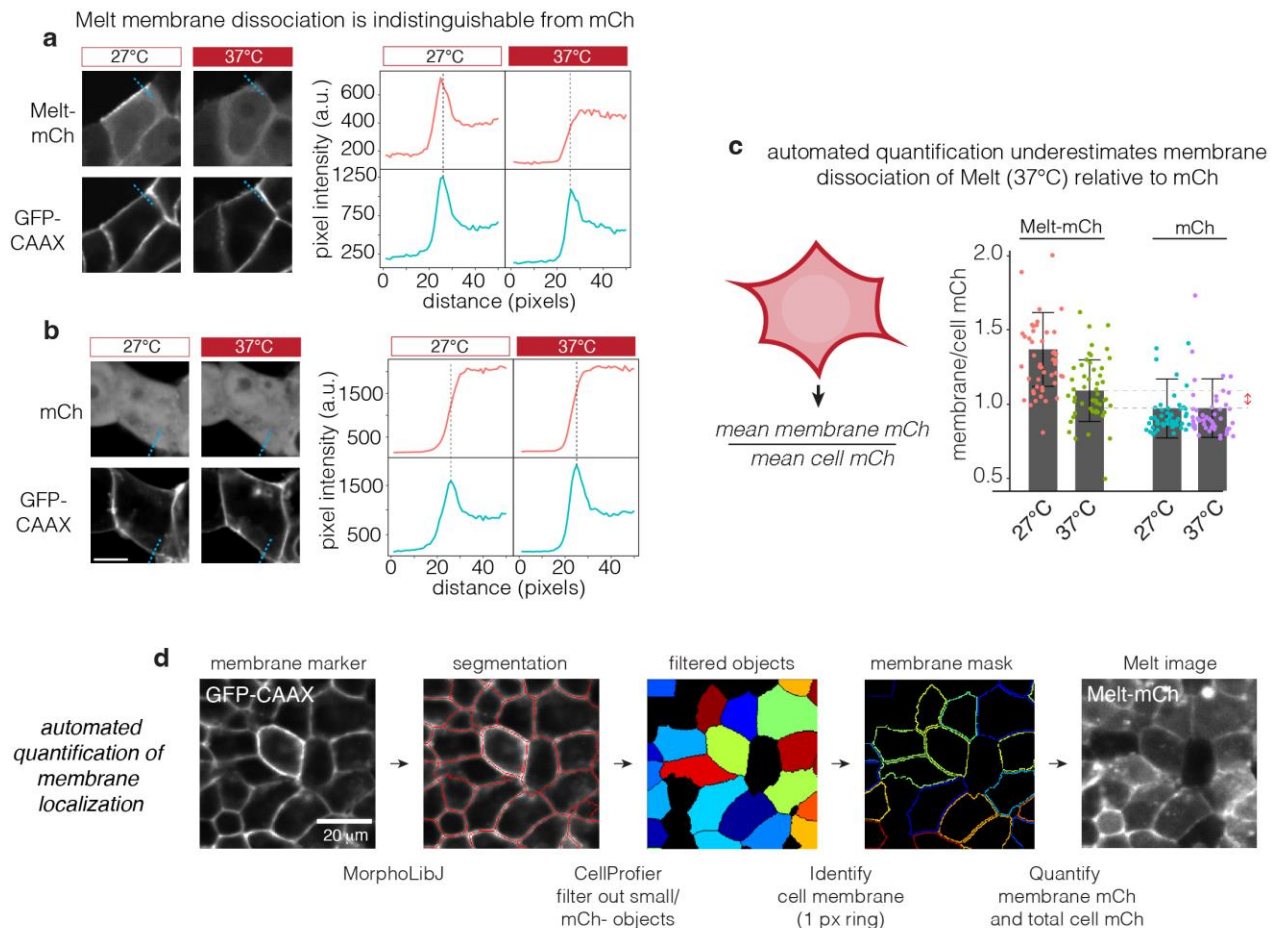 Melt membrane dissociation is indistinguishable from mCh
a
27°C
37°C
Melt-
mCh
GFP-
CAAX
27°C
37°C
pixel intensity (a.u.)
600
400
200
1250
750
250
0
20
40
0
20
40
distance (pixels)
b
27°C
37°C
mCh
GFP-
CAAX
27°C
37°C
pixel intensity (a.u.)
1500
500
1500
500
0
20
40
0
20
40
distance (pixels)
c
automated quantification underestimates membrane
dissociation of Melt (37°C) relative to mCh
mean membrane mCh
mean cell mCh
Melt-mCh
mCh
membrane/cell mCh
2.0
1.5
1.0
0.5
27°C
37°C
27°C
37°C
d
automated
quantification of
membrane
localization
membrane marker
segmentation
filtered objects
membrane mask
Melt image
GFP-CAAX
20 μm
Melt-mCh
MorphoLibJ
CellProfier
filter out small/
mCh- objects
Identify
cell membrane
(1 px ring)
Quantify
membrane mCh
and total cell mCh